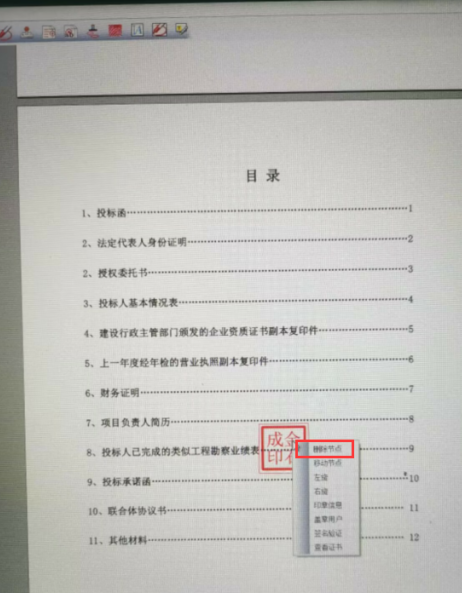 目 录
1、投标函……1
2、法定代表人身份证明……2
2、授权委托书……3
3、投标人基本情况表……4
4、建设行政主管部门颁发的企业资质证书副本复印件……5
5、上一年度经年检的营业执照副本复印件……6
6、财务证明……7
7、项目负责人简历……8
8、投标人已完成的类似工程勘察业绩表……9
9、投标承诺函……10
10、联合体协议书……11
11、其他材料……12
成金
印
删除节点
移动节点
左旋
右旋
印章信息
盖章用户
签名验证
查看证书